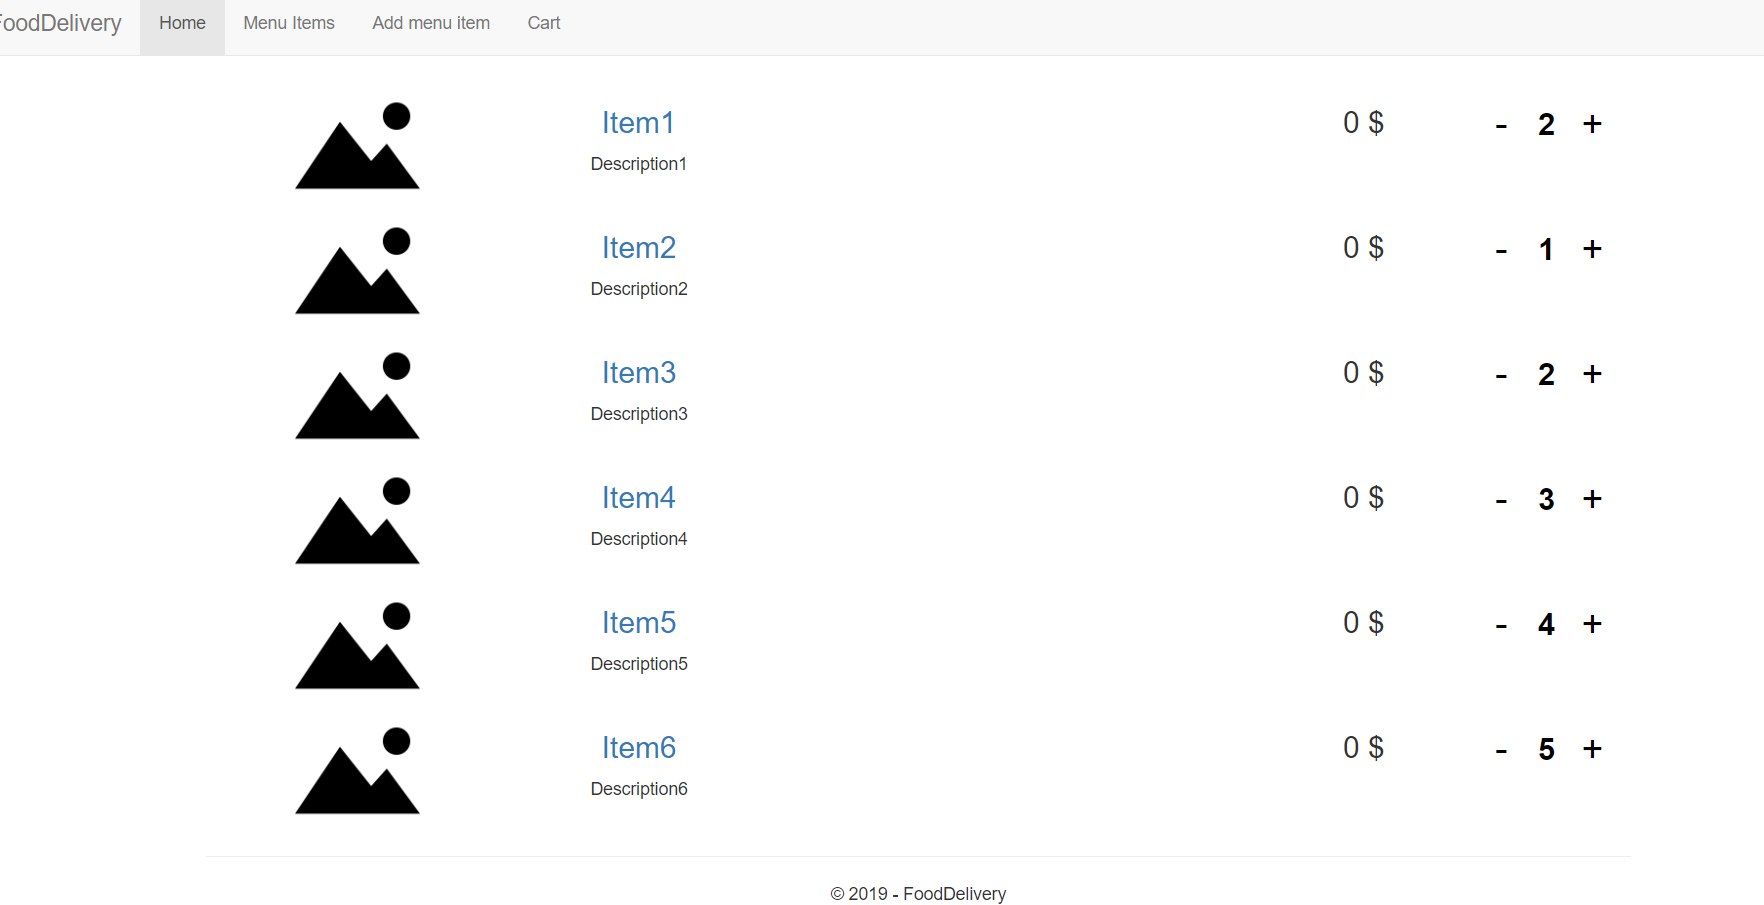 FoodDelivery Home Menu Items Add menu item Cart
Item1 0 $ - 2 +
Description1
Item2 0 $ - 1 +
Description2
Item3 0 $ - 2 +
Description3
Item4 0 $ - 3 +
Description4
Item5 0 $ - 4 +
Description5
Item6 0 $ - 5 +
Description6
© 2019 - FoodDelivery